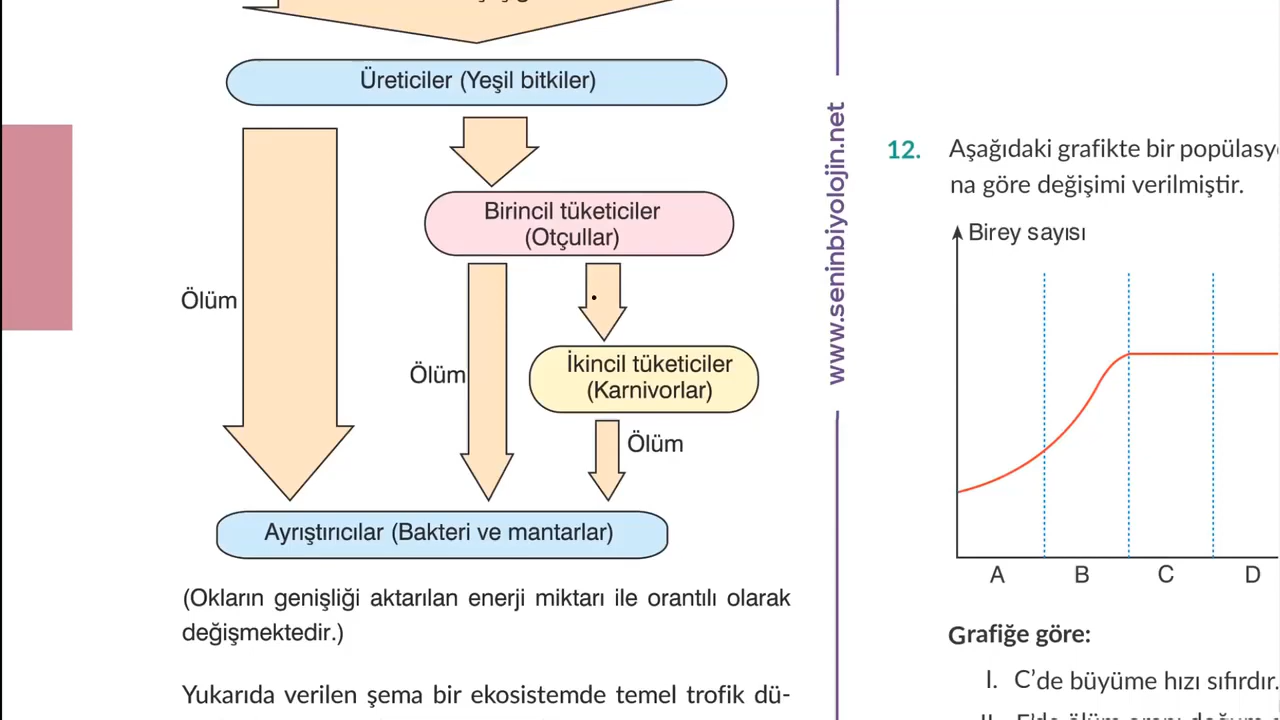 Üreticiler (Yeşil bitkiler)
Birincil tüketiciler
(Otçullar)
Ölüm
Ölüm
İkincil tüketiciler
(Karnivorlar)
Ölüm
Ayrıştırıcılar (Bakteri ve mantarlar)
(Okların genişliği aktarılan enerji miktarı ile orantılı olarak
değişmektedir.)
Yukarıda verilen şema bir ekosistemde temel trofik dü-
www.seninbiyolojin.net
12. Aşağıdaki grafikte bir popülasy
na göre değişimi verilmiştir.
Birey sayısı
A B C D
Grafiğe göre:
I. C’de büyüme hızı sıfırdır.